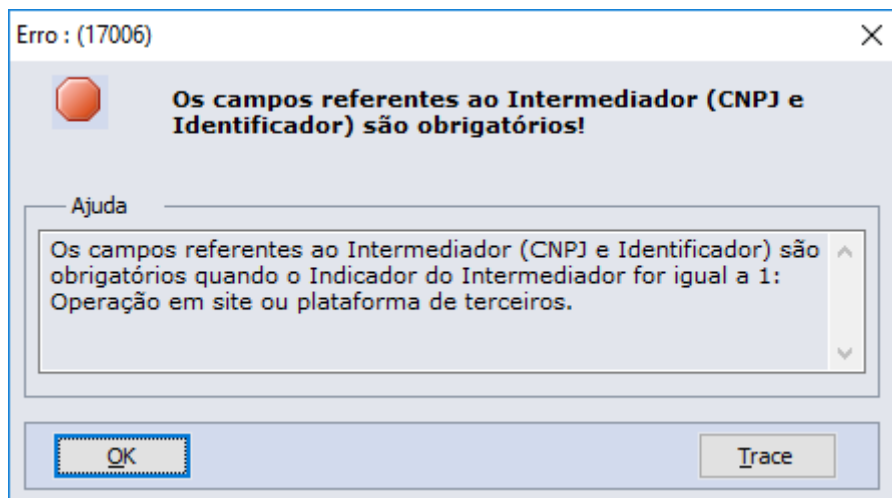 Erro : (17006)
Os campos referentes ao Intermediador (CNPJ e
Identificador) são obrigatórios!
Ajuda
Os campos referentes ao Intermediador (CNPJ e Identificador) são
obrigatórios quando o Indicador do Intermediador for igual a 1:
Operação em site ou plataforma de terceiros.
OK
Trace